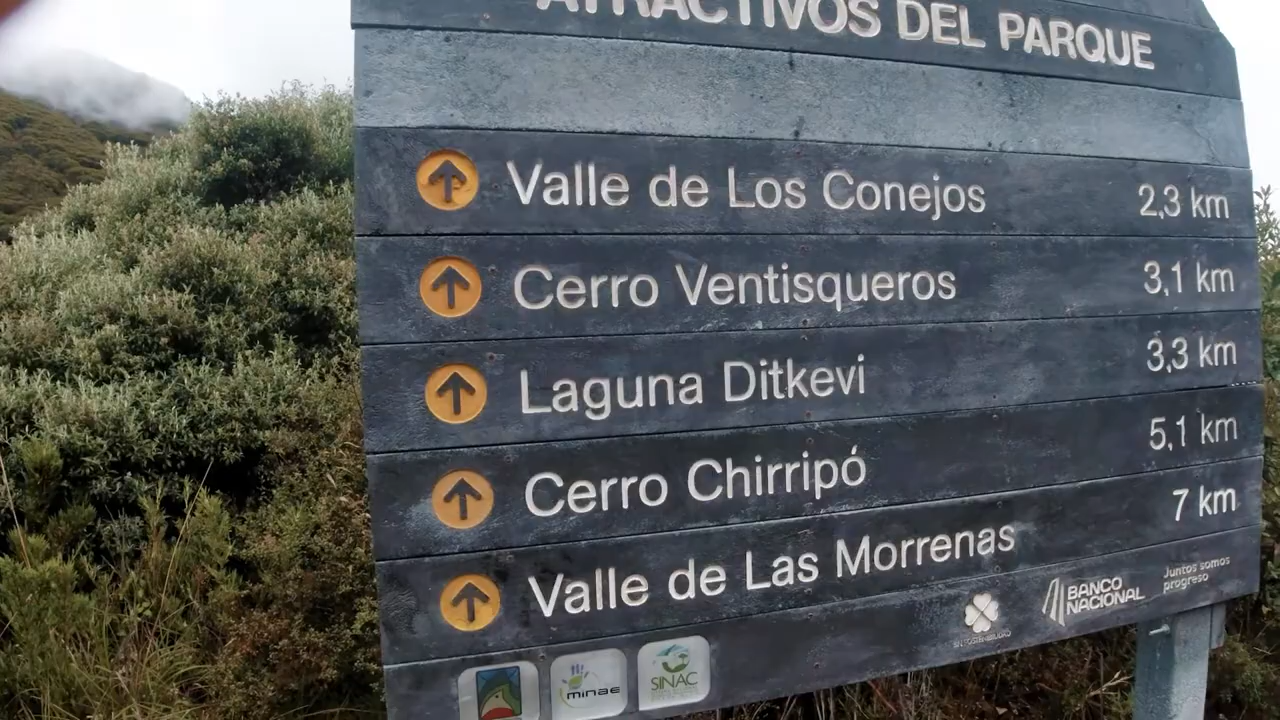 ATRACTIVOS DEL PARQUE
Valle de Los Conejos 2,3 km
Cerro Ventisqueros 3,1 km
Laguna Ditkevi 3,3 km
Cerro Chirripó 5,1 km
Valle de Las Morrenas 7 km
BANCO NACIONAL
Juntos somos progreso
minae
SINAC